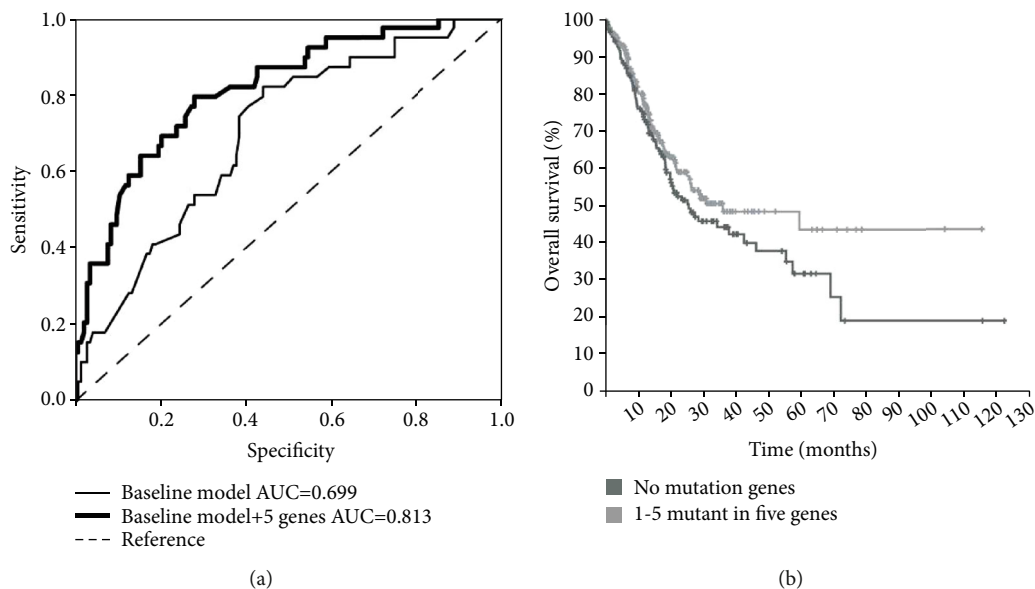 1.0
0.8
0.6
0.4
0.2
0.0
Sensitivity
0.2 0.4 0.6 0.8 1.0
Specificity
Baseline model AUC=0.699
Baseline model+5 genes AUC=0.813
Reference
(a)
100
90
80
70
60
50
40
30
20
10
0
Overall survival (%)
10 20 30 40 50 60 70 80 90 100 110 120 130
Time (months)
No mutation genes
1-5 mutant in five genes
(b)